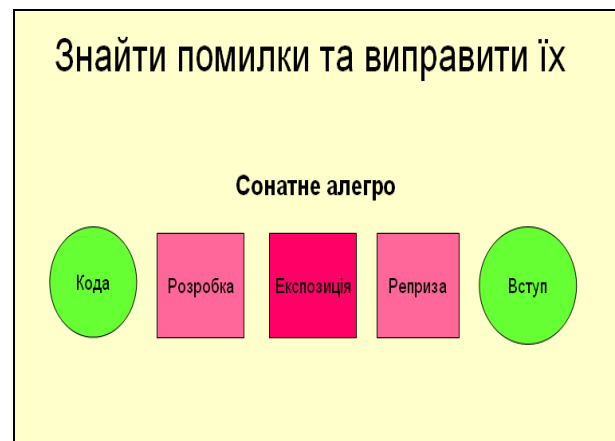 Знайти помилки та виправити їх
Сонатне алегро
Кода Розробка Експозиція Реприза Вступ